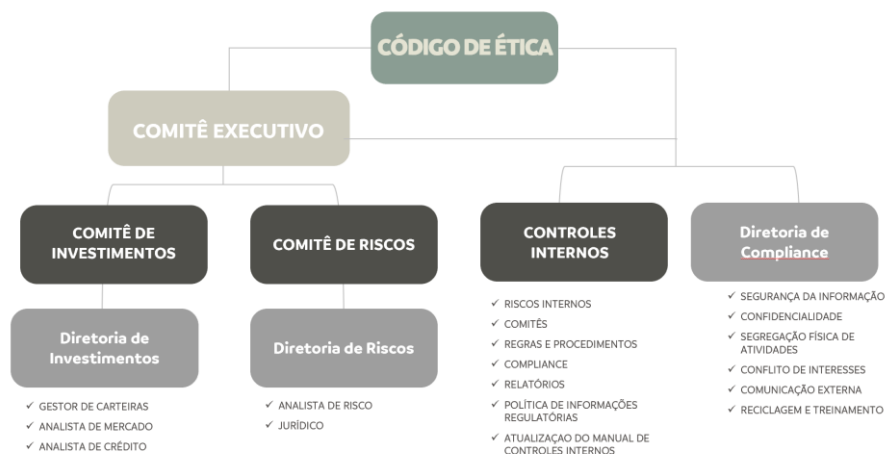 CÓDIGO DE ÉTICA
COMITÊ EXECUTIVO
COMITÊ DE
INVESTIMENTOS
COMITÊ DE RISCOS
CONTROLES
INTERNOS
Diretoria de
Compliance
Diretoria de
Investimentos
Diretoria de Riscos
✓ GESTOR DE CARTEIRAS
✓ ANALISTA DE MERCADO
✓ ANALISTA DE CRÉDITO
✓ ANALISTA DE RISCO
✓ JURÍDICO
✓ RISCOS INTERNOS
✓ COMITÊS
✓ REGRAS E PROCEDIMENTOS
✓ COMPLIANCE
✓ RELATÓRIOS
✓ POLÍTICA DE INFORMAÇÕES
REGULATÓRIAS
✓ ATUALIZAÇAO DO MANUAL DE
CONTROLES INTERNOS
✓ SEGURANÇA DA INFORMAÇÃO
✓ CONFIDENCIALIDADE
✓ SEGREGAÇÃO FÍSICA DE
ATIVIDADES
✓ CONFLITO DE INTERESSES
✓ COMUNICAÇÃO EXTERNA
✓ RECICLAGEM E TREINAMENTO